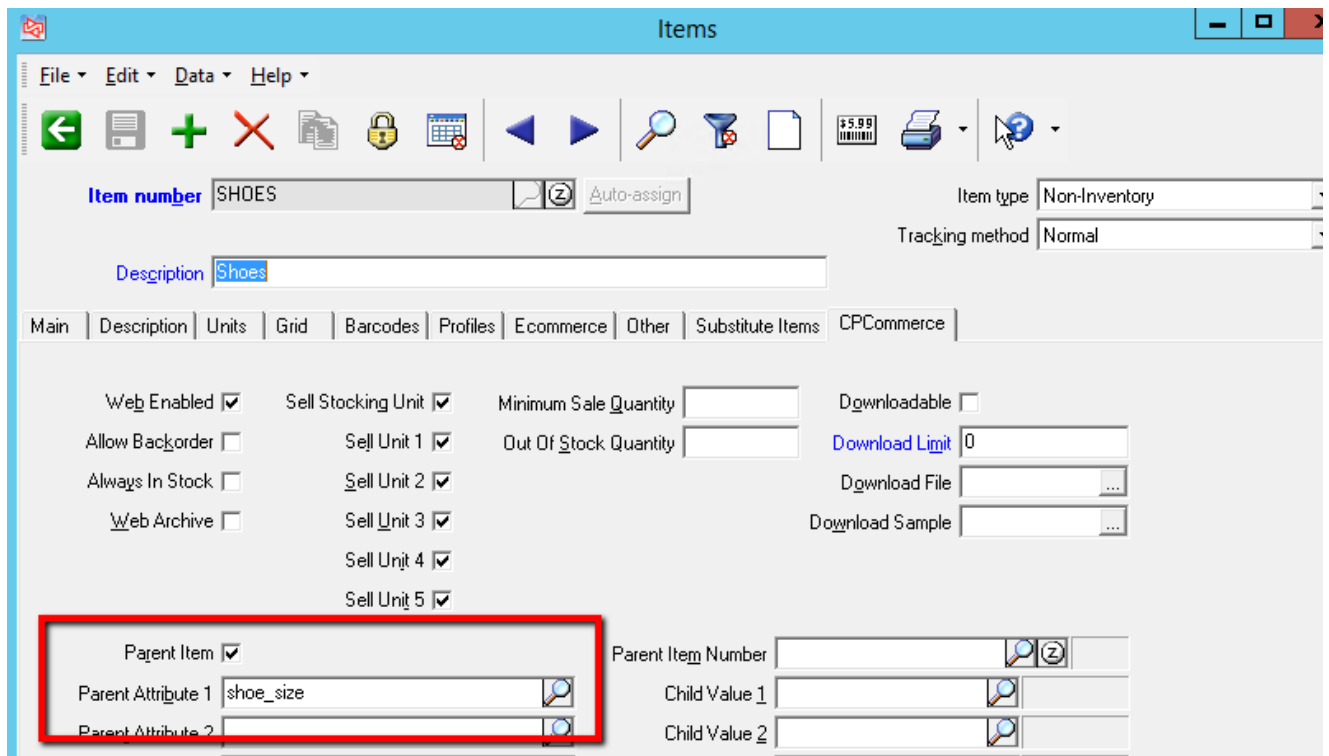 Items
File Edit Data Help
$5.99
Item number SHOES Auto-assign Item type Non-Inventory
Tracking method Normal
Description Shoes
Main Description Units Grid Barcodes Profiles Ecommerce Other Substitute Items CPCommerce
Web Enabled Sell Stocking Unit Minimum Sale Quantity Downloadable
Allow Backorder Sell Unit 1 Out Of Stock Quantity Download Limit 0
Always In Stock Sell Unit 2 Download File ...
Web Archive Sell Unit 3 Download Sample ...
Sell Unit 4
Sell Unit 5
Parent Item Parent Item Number
Parent Attribute 1 shoe_size Child Value 1
Parent Attribute 2 Child Value 2